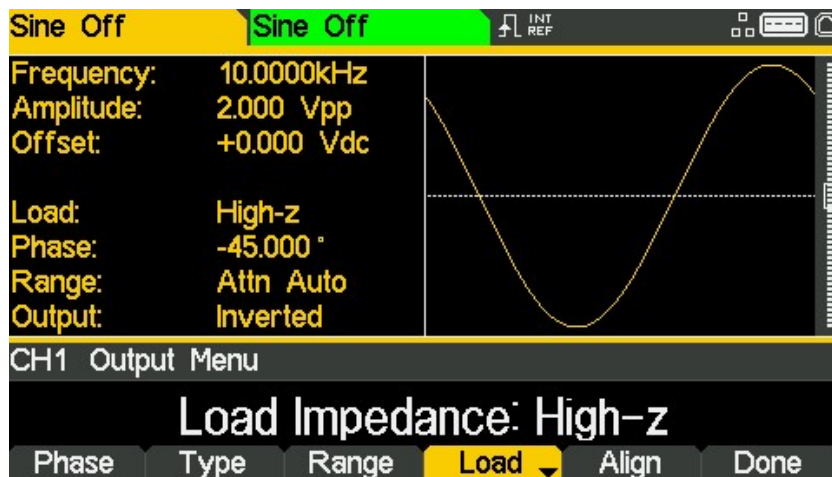 Sine Off
Sine Off
INT
REF
Frequency: 10.0000kHz
Amplitude: 2.000 Vpp
Offset: +0.000 Vdc
Load: High-z
Phase: -45.000 °
Range: Attn Auto
Output: Inverted
CH1 Output Menu
Load Impedance: High-z
Phase Type Range Load Align Done